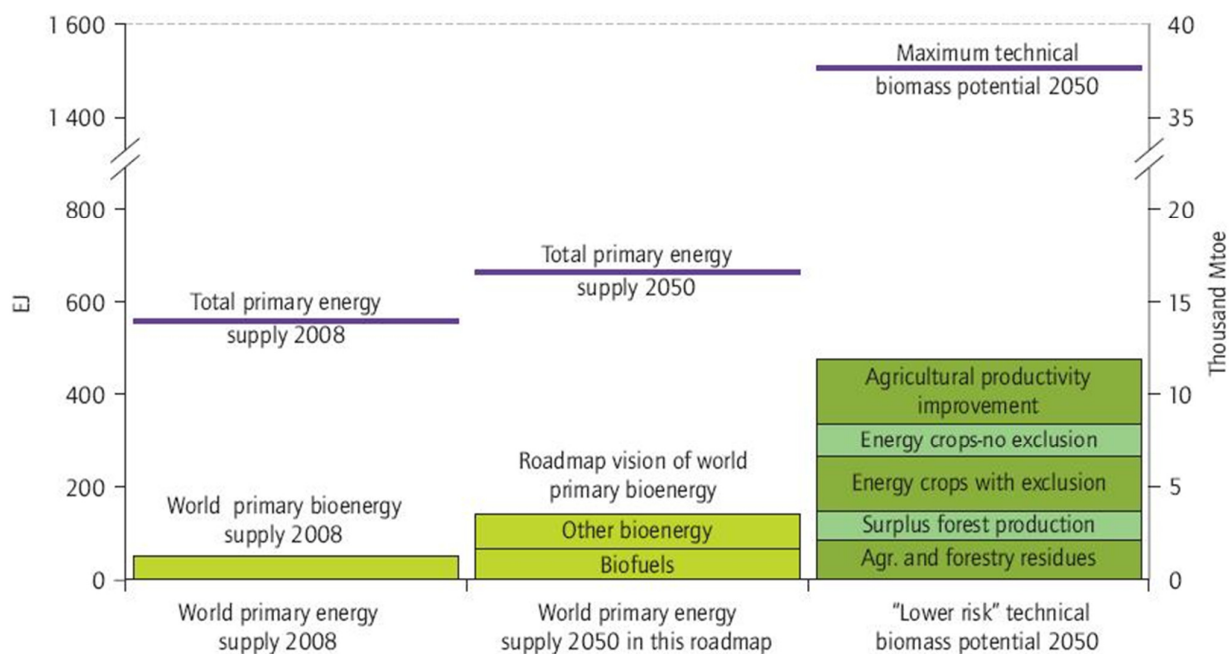 1 600
1 400
800
600
400
200
0
EJ
40
35
20
15
10
5
0
Thousand Mtoe
Total primary energy
supply 2008
World primary bioenergy
supply 2008
Total primary energy
supply 2050
Roadmap vision of world
primary bioenergy
Other bioenergy
Biofuels
Maximum technical
biomass potential 2050
Agricultural productivity
improvement
Energy crops-no exclusion
Energy crops with exclusion
Surplus forest production
Agr. and forestry residues
World primary energy
supply 2008
World primary energy
supply 2050 in this roadmap
"Lower risk" technical
biomass potential 2050